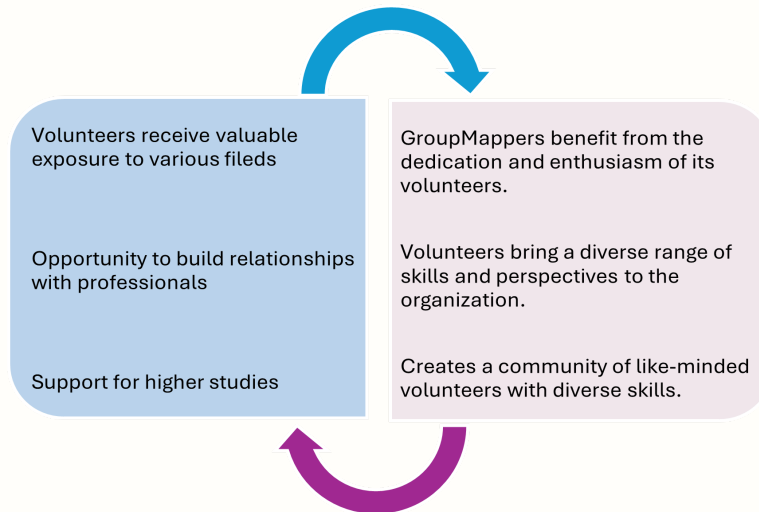 Volunteers receive valuable
exposure to various fileds
Opportunity to build relationships
with professionals
Support for higher studies
GroupMappers benefit from the
dedication and enthusiasm of its
volunteers.
Volunteers bring a diverse range of
skills and perspectives to the
organization.
Creates a community of like-minded
volunteers with diverse skills.